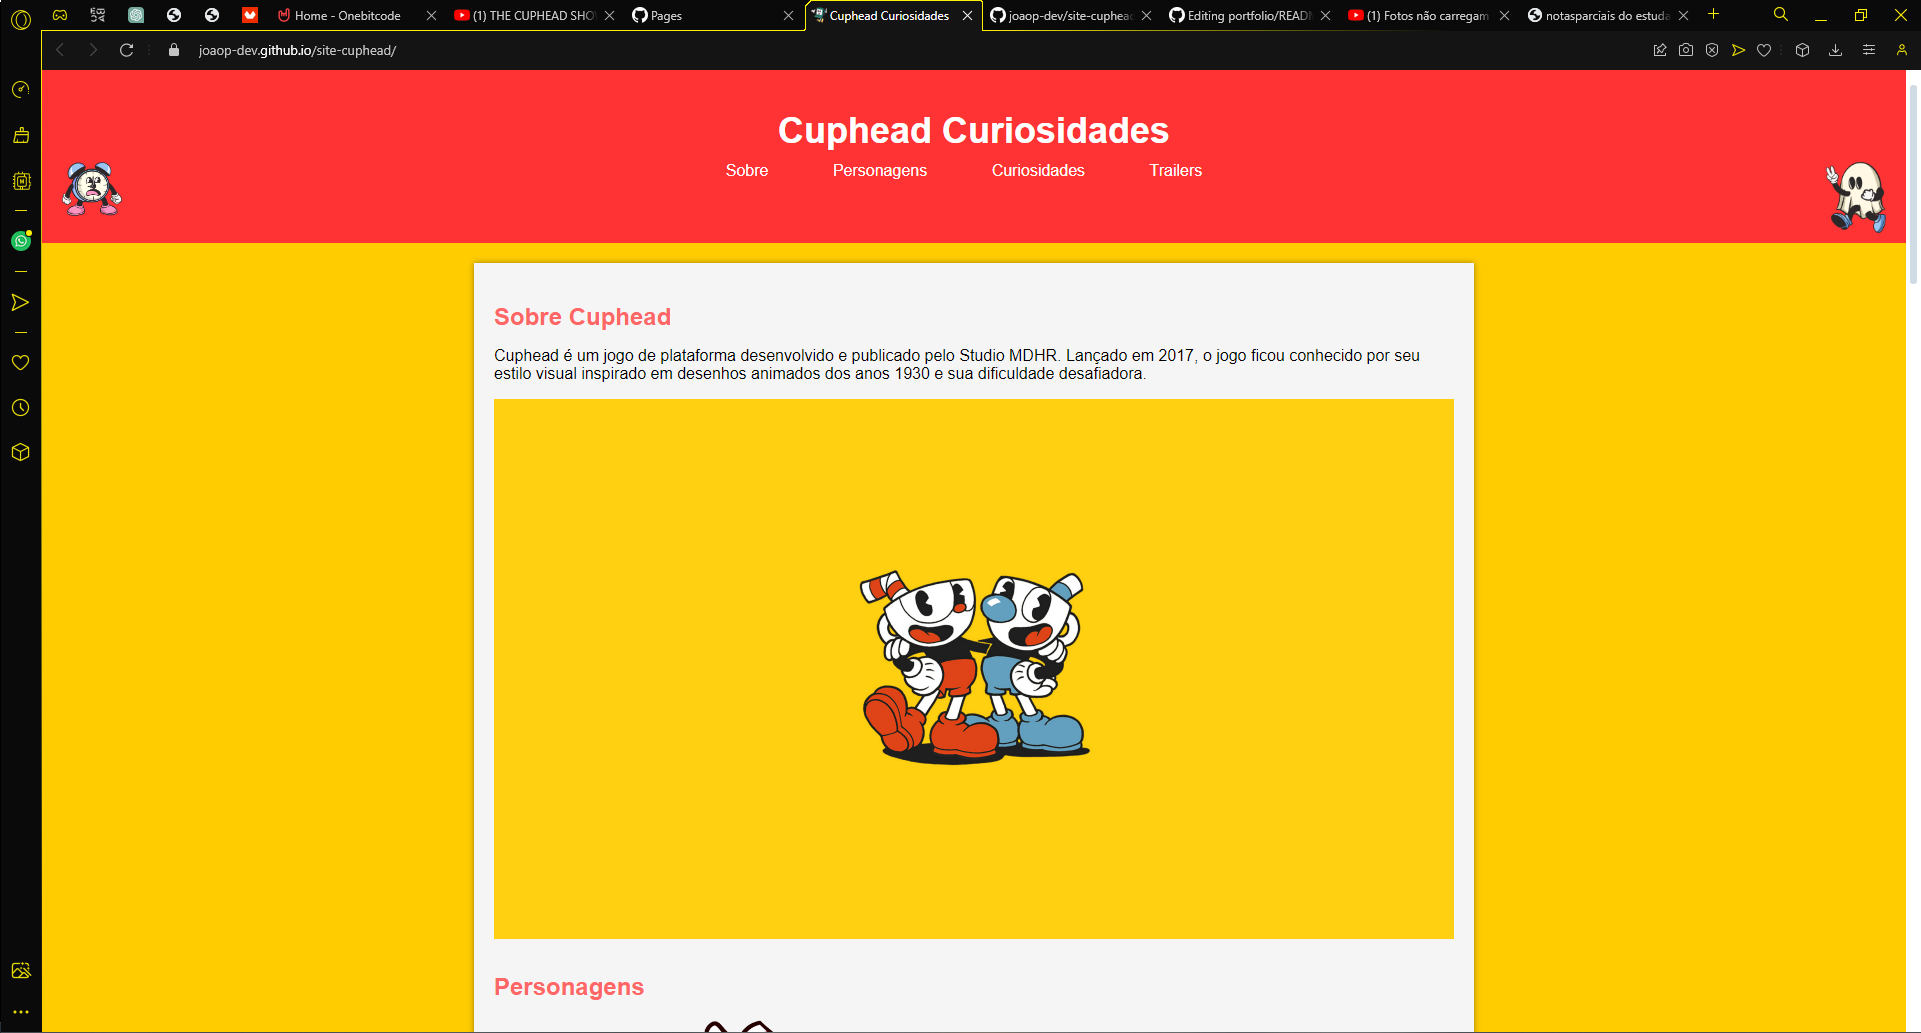 Home - Onebitcode
(1) THE CUPHEAD SHO
Pages
Cuphead Curiosidades
joaop-dev/site-cuphead
Editing portfolio/READ
(1) Fotos não carregam
notasparciais do estuda
joaop-dev.github.io/site-cuphead/
Cuphead Curiosidades
Sobre
Personagens
Curiosidades
Trailers
Sobre Cuphead
Cuphead é um jogo de plataforma desenvolvido e publicado pelo Studio MDHR. Lançado em 2017, o jogo ficou conhecido por seu
estilo visual inspirado em desenhos animados dos anos 1930 e sua dificuldade desafiadora.
Personagens